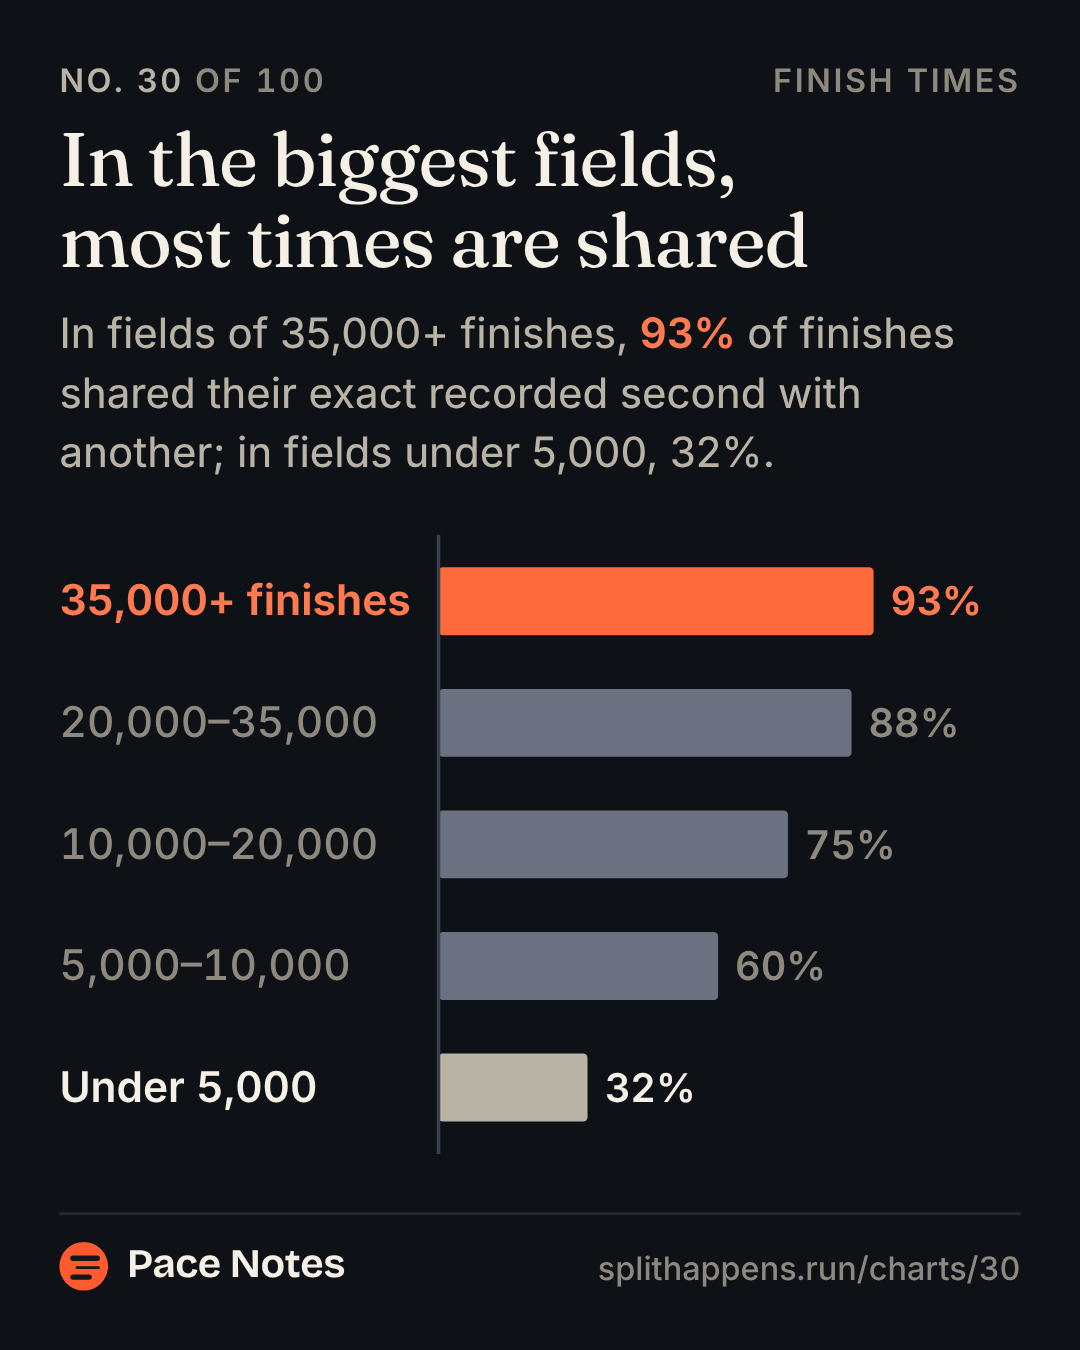 NO. 30 OF 100
FINISH TIMES
In the biggest fields,
most times are shared
In fields of 35,000+ finishes, 93% of finishes
shared their exact recorded second with
another; in fields under 5,000, 32%.
35,000+ finishes 93%
20,000–35,000 88%
10,000–20,000 75%
5,000–10,000 60%
Under 5,000 32%
Pace Notes
splithappens.run/charts/30